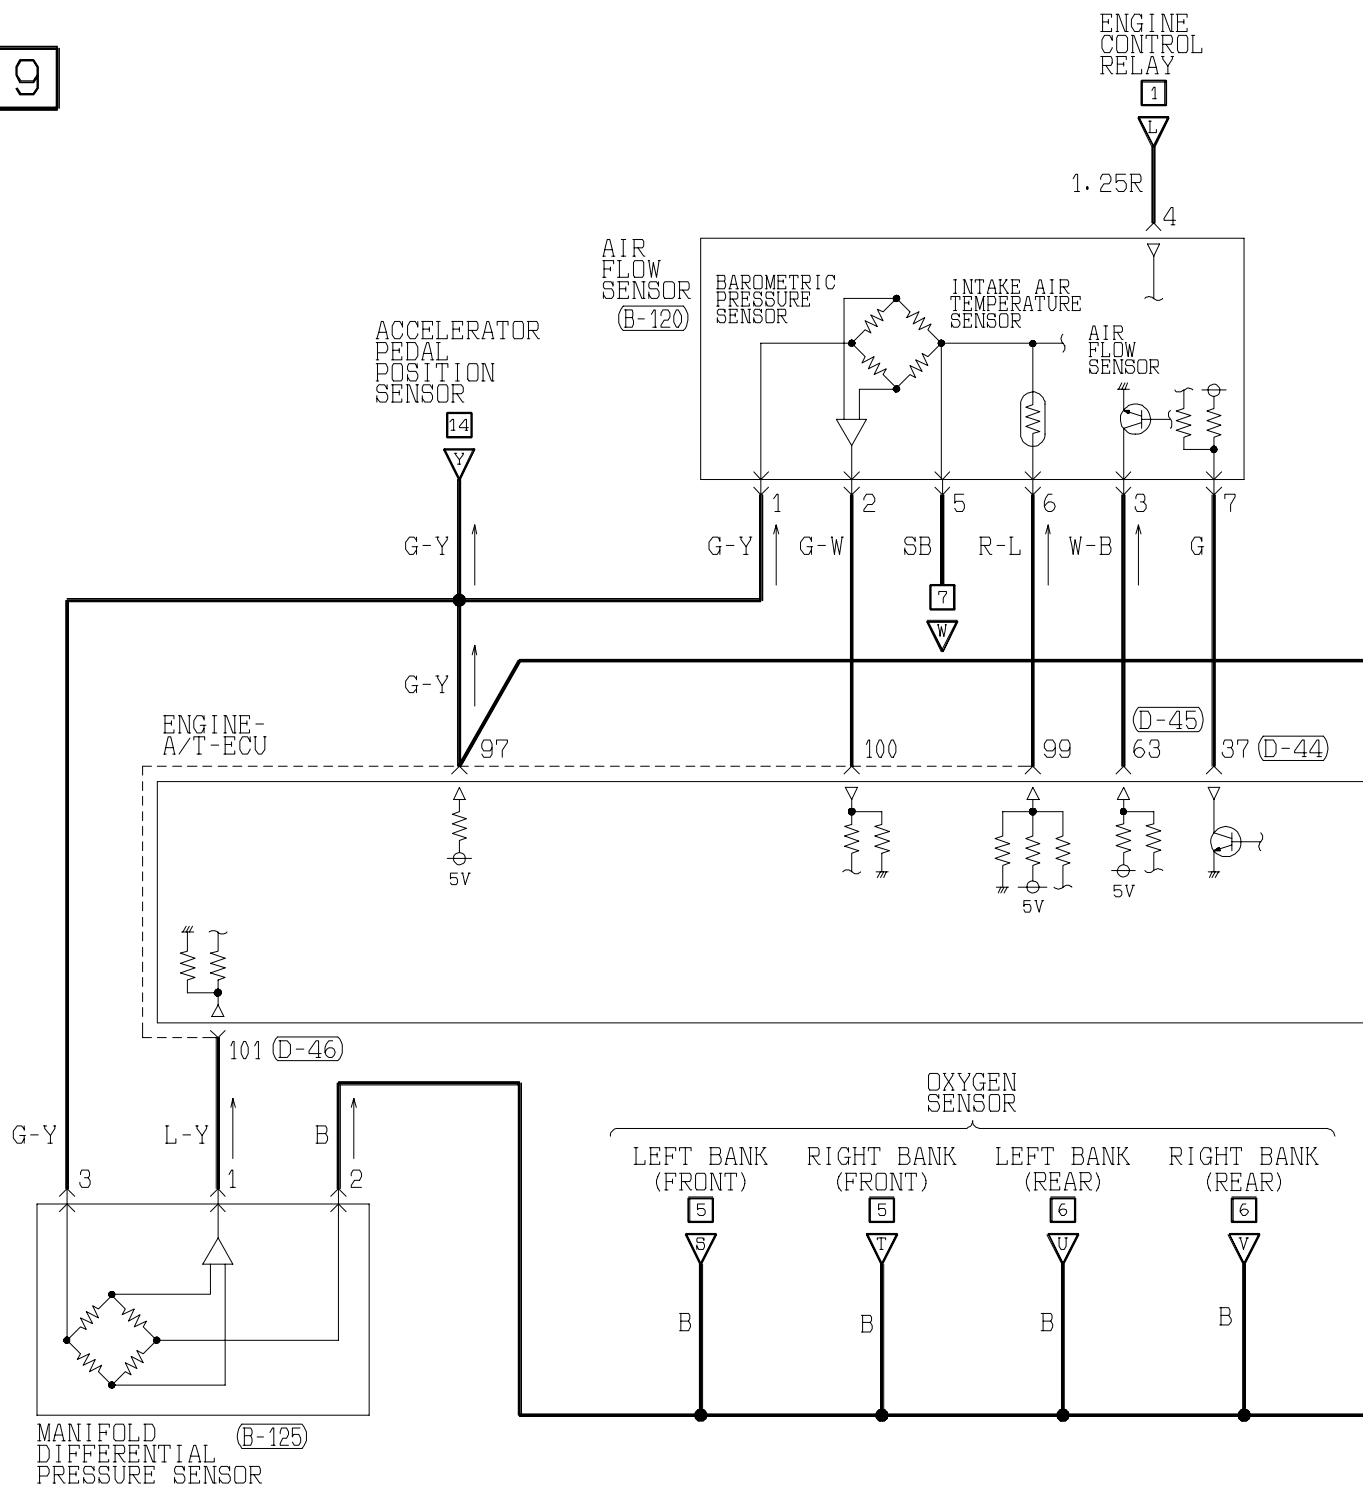 9
ENGINE
CONTROL
RELAY
1
L
1.25R
4
AIR
FLOW
SENSOR
(B-120)
BAROMETRIC
PRESSURE
SENSOR
INTAKE AIR
TEMPERATURE
SENSOR
AIR
FLOW
SENSOR
ACCELERATOR
PEDAL
POSITION
SENSOR
14
Y
1
2
5
6
3
7
G-Y
G-Y
G-W
SB
R-L
W-B
G
7
W
G-Y
ENGINE-
A/T-ECU
97
100
99
(D-45)
63
37 (D-44)
5V
5V
5V
101 (D-46)
G-Y
L-Y
B
3
1
2
OXYGEN
SENSOR
LEFT BANK
(FRONT)
RIGHT BANK
(FRONT)
LEFT BANK
(REAR)
RIGHT BANK
(REAR)
5
5
6
6
S
T
U
V
B
B
B
B
MANIFOLD
DIFFERENTIAL
PRESSURE SENSOR
(B-125)